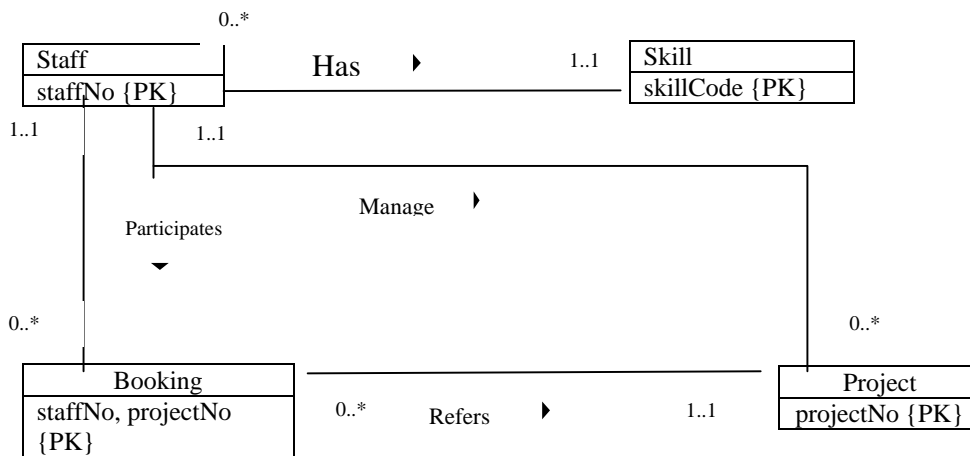 0..*
Staff
Has
1..1
Skill
staffNo {PK}
skillCode {PK}
1..1
1..1
Manage
Participates
0..*
0..*
Booking
Project
staffNo, projectNo
{PK}
0..*
Refers
1..1
projectNo {PK}